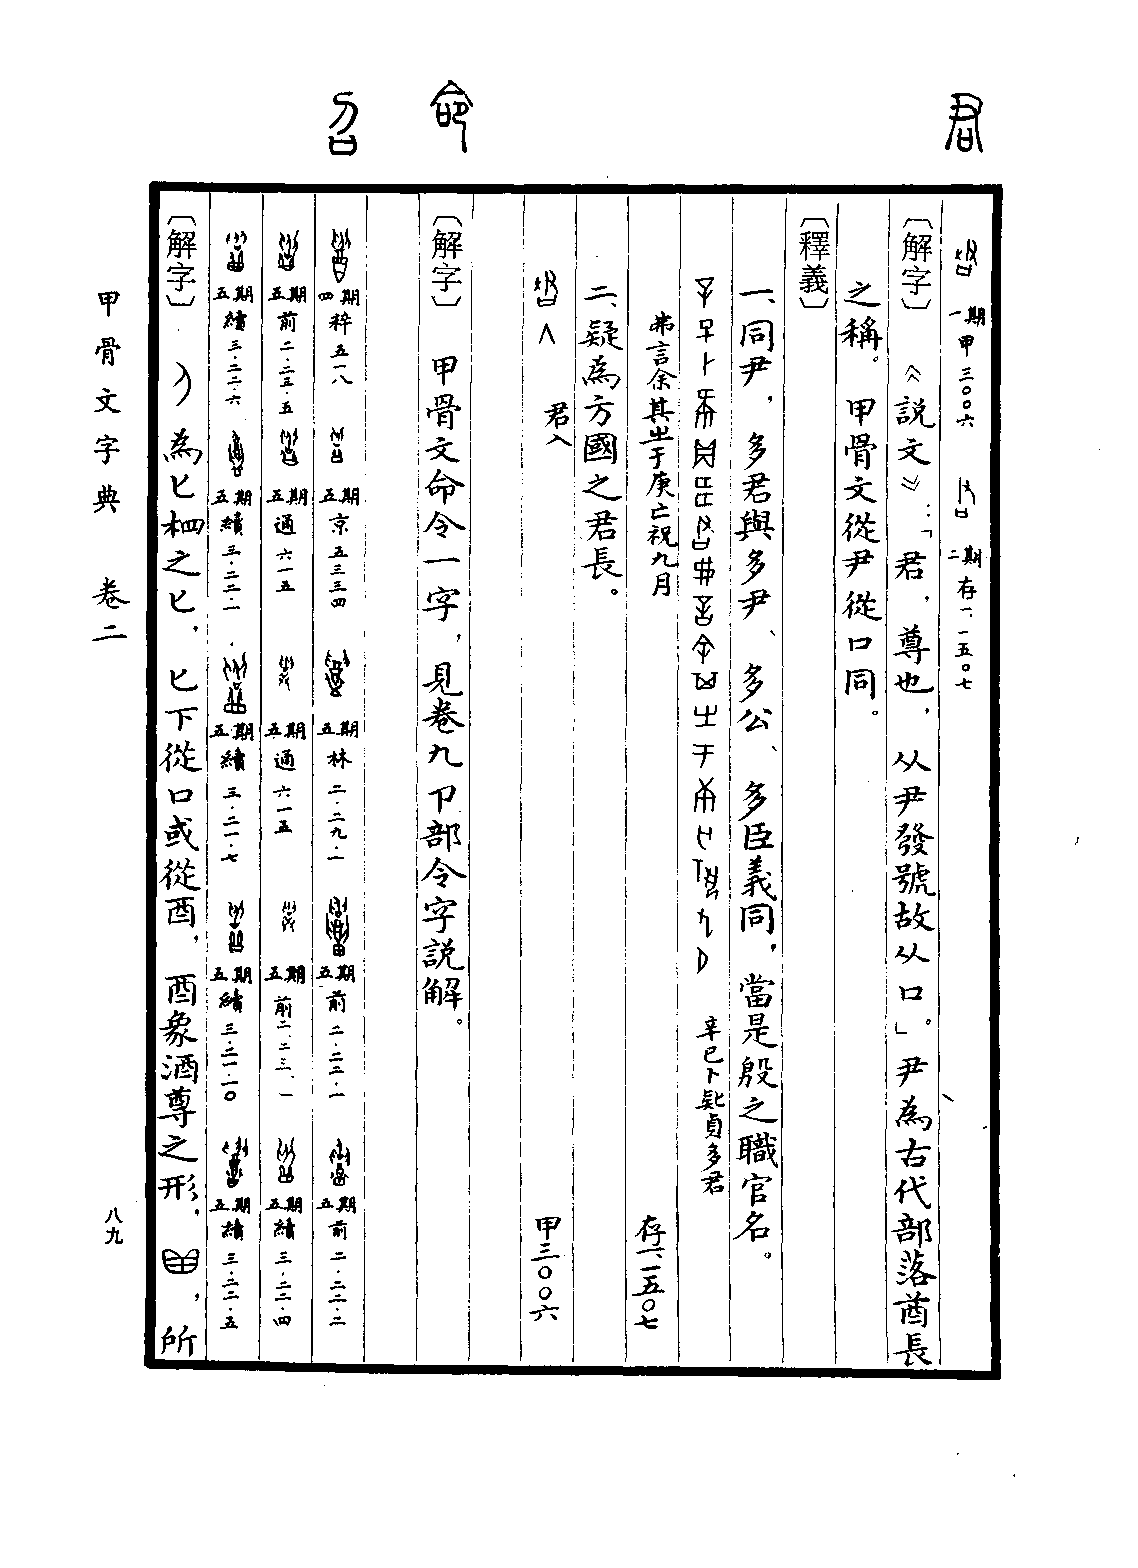 君
一期 甲三〇〇六 二期 存一.一五〇七
〔解字〕 《説文》：「君，尊也，从尹發號故从口。」尹為古代部落酋長
之稱。甲骨文從尹從口同。
〔釋義〕
一、同尹，多君與多尹、多公、多臣義同，當是殷之職官名。
辛巳卜貞多君
弗言余其㞢于庚亡祝九月 存一.一五〇七
二、疑為方國之君長。
君入 甲三〇〇六
命
〔解字〕 甲骨文命令一字，見卷九卩部令字説解。
召
四期 粹五一八 五期 京五三三四 五期 林二.二九.一 五期 前二.二二.一 五期 前二.二二.二
五期 前二.二三.五 五期 通六一五 五期 通六一五 五期 前二.二三.一 五期 續三.二三.四
五期 續三.二二.六 五期 續三.二二.一 五期 續三.二一.七 五期 續三.二一.一〇 五期 續三.二二.五
〔解字〕 為匕柶之匕，匕下從口或從酉，酉象酒尊之形，，所
甲骨文字典 卷二
八九